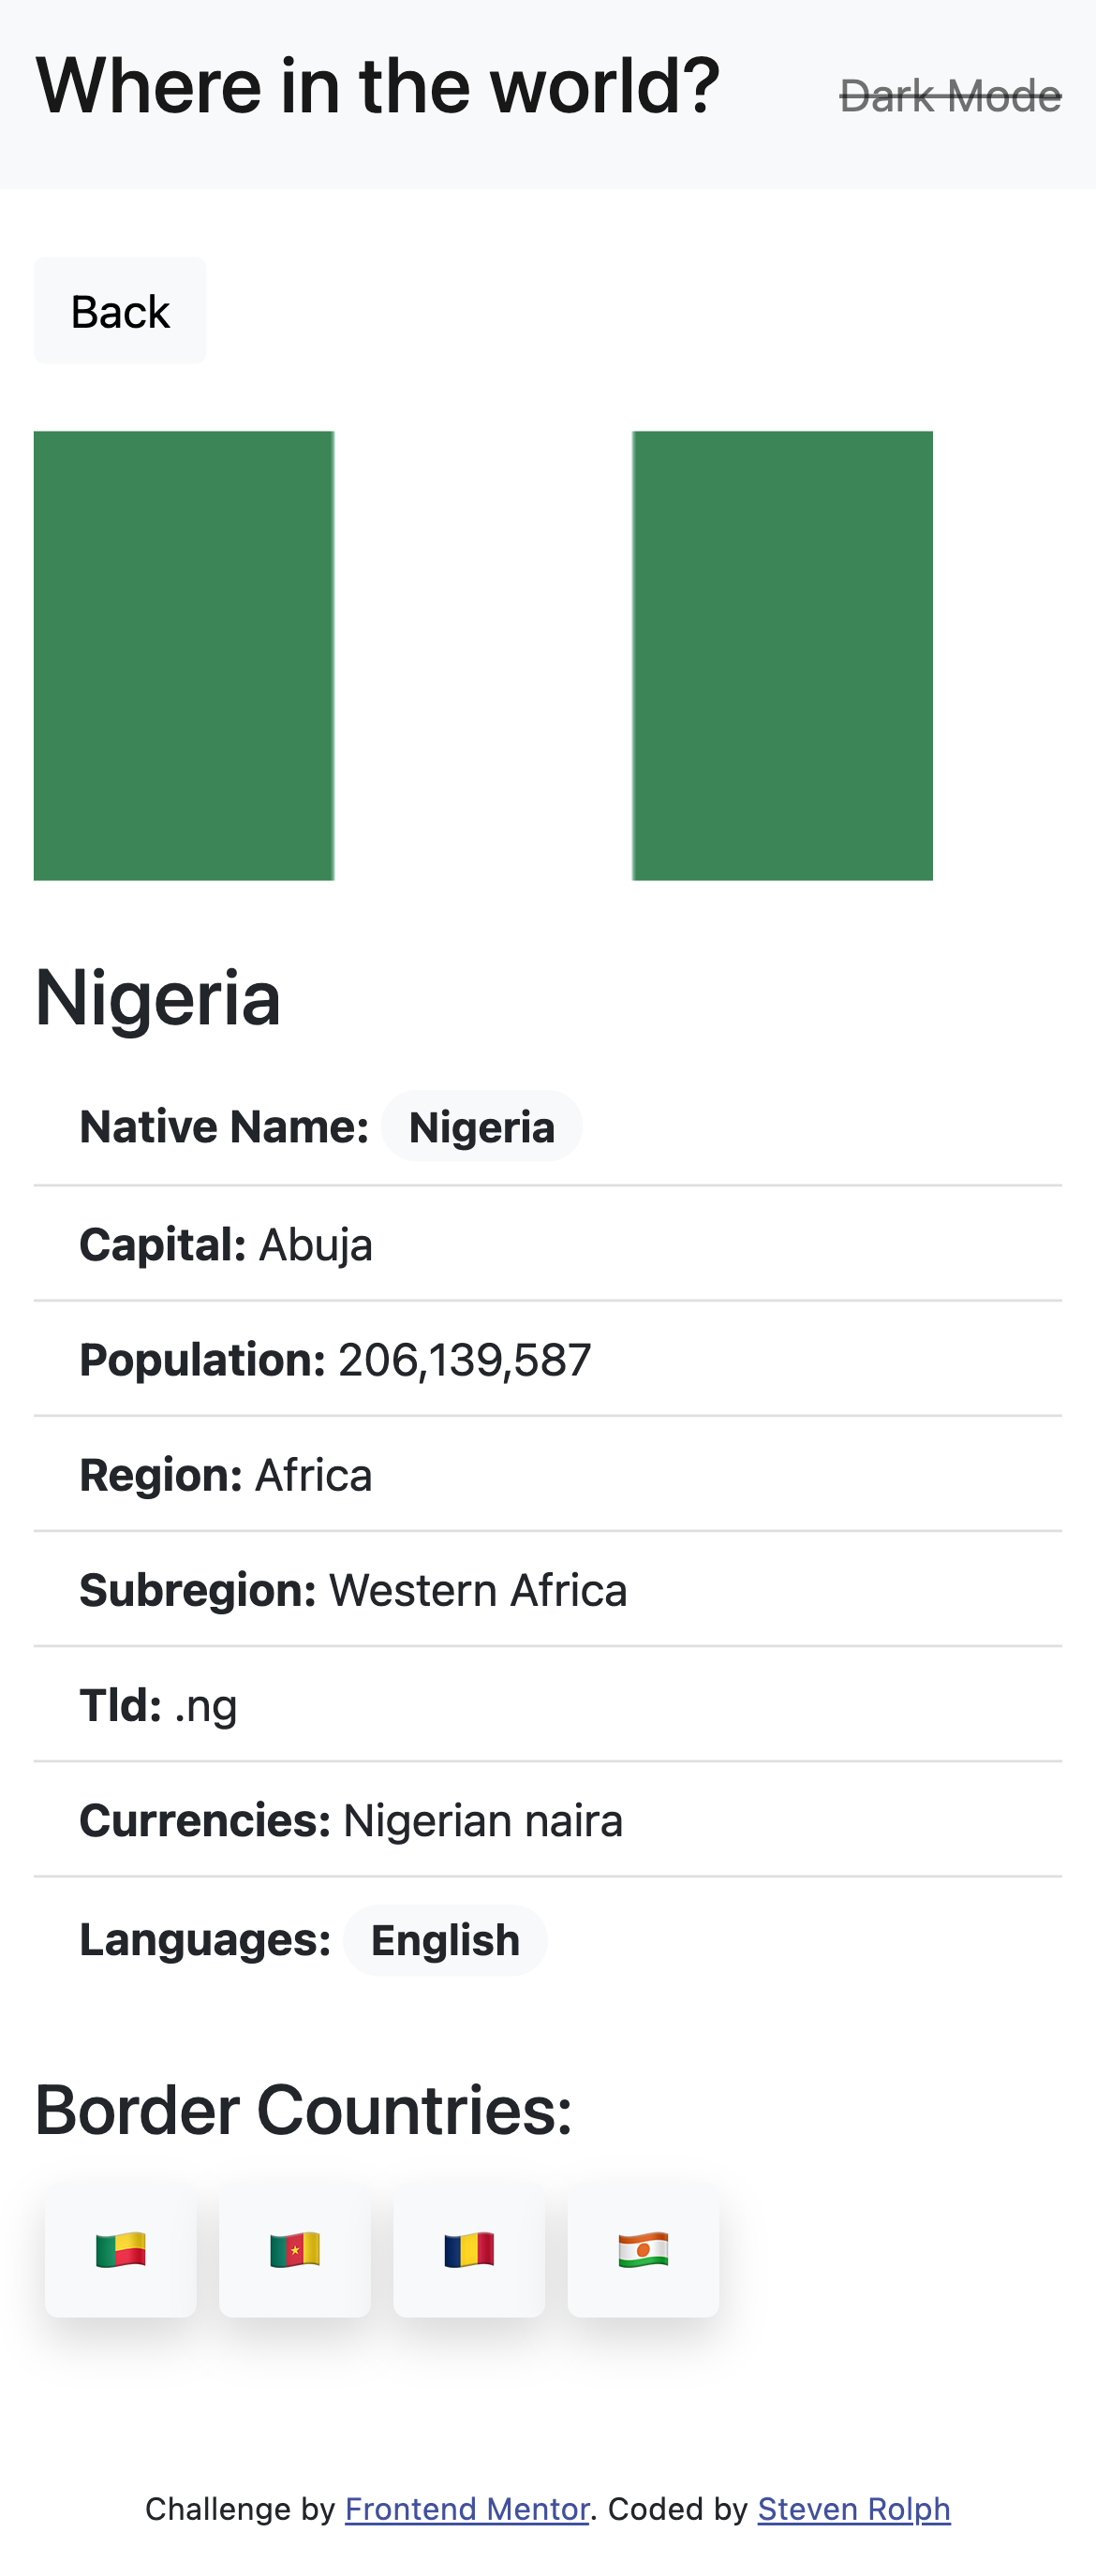 Where in the world?
Dark Mode
Back
Nigeria
Native Name: Nigeria
Capital: Abuja
Population: 206,139,587
Region: Africa
Subregion: Western Africa
Tld: .ng
Currencies: Nigerian naira
Languages: English
Border Countries:
Challenge by Frontend Mentor. Coded by Steven Rolph